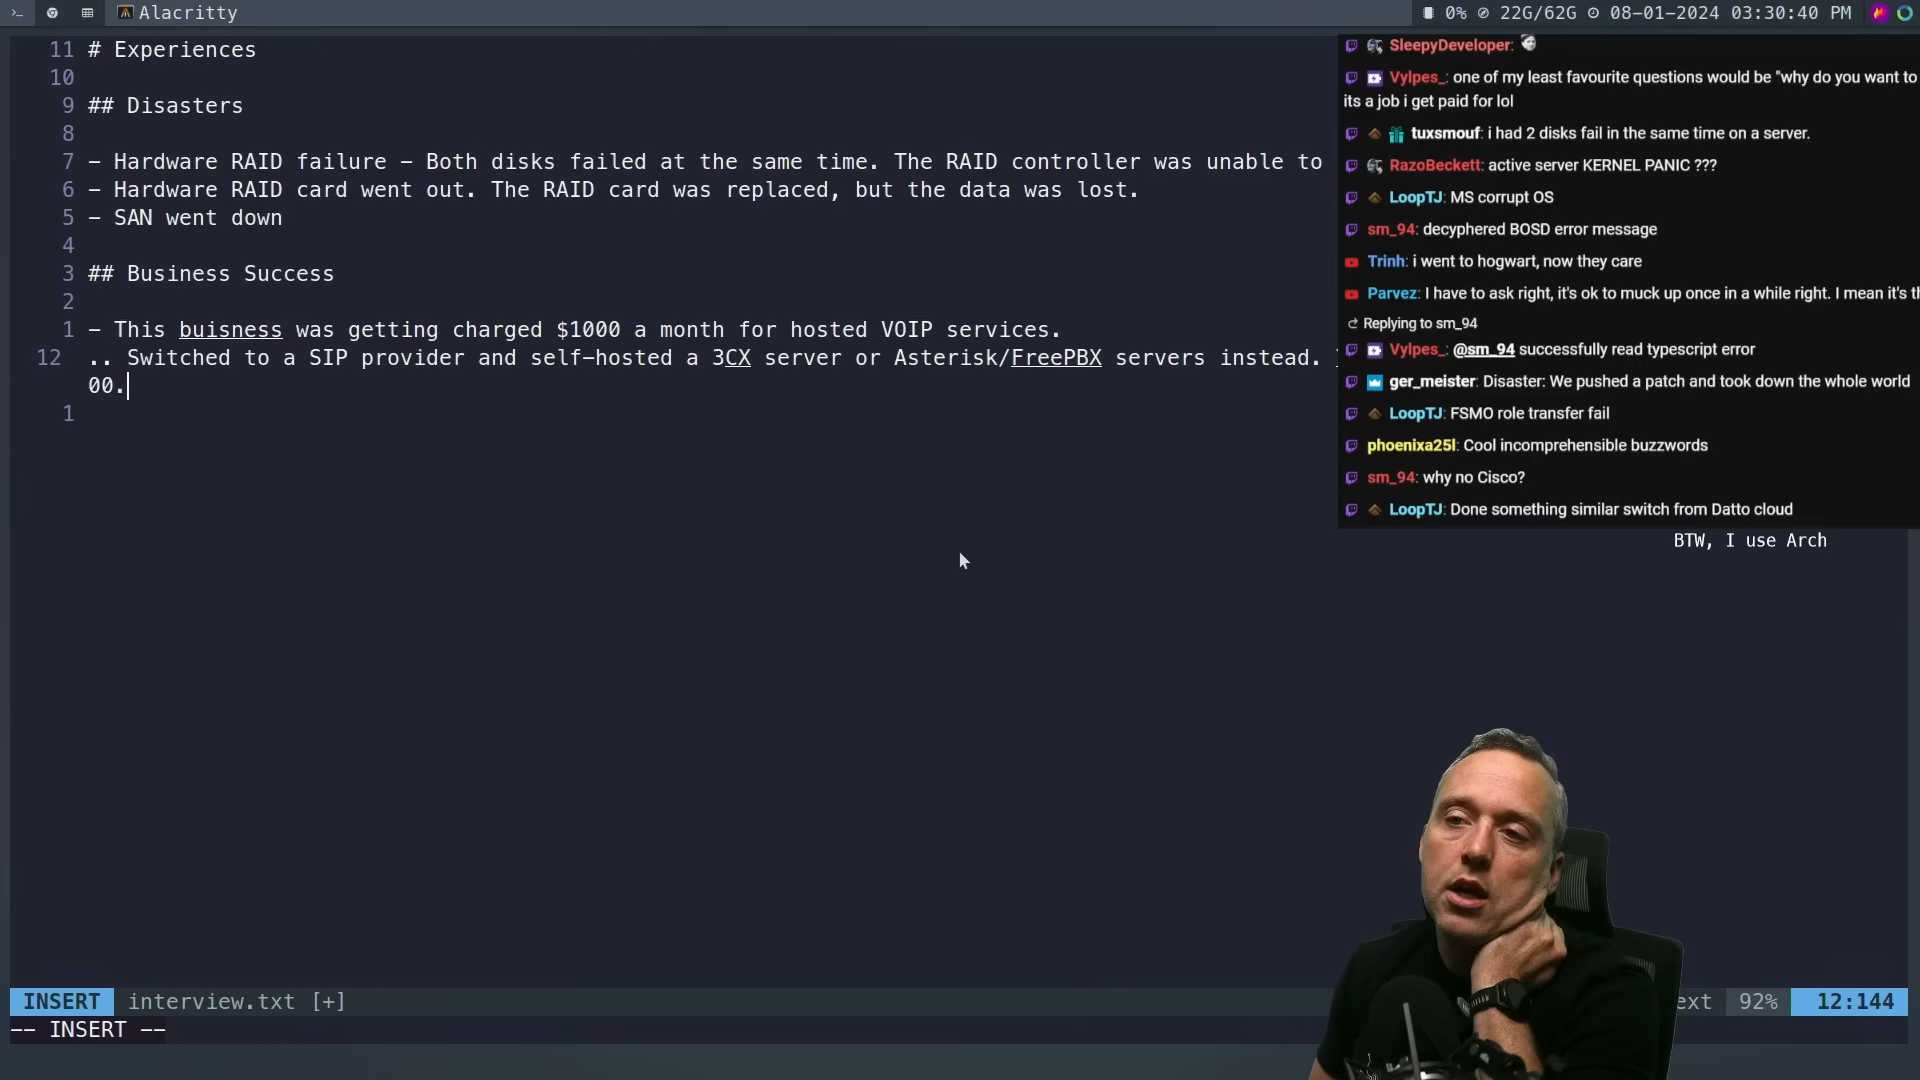 Alacritty
0% 22G/62G 08-01-2024 03:30:40 PM
11 # Experiences
10
9 ## Disasters
8
7 - Hardware RAID failure - Both disks failed at the same time. The RAID controller was unable to
6 - Hardware RAID card went out. The RAID card was replaced, but the data was lost.
5 - SAN went down
4
3 ## Business Success
2
1 - This buisness was getting charged $1000 a month for hosted VOIP services.
12 .. Switched to a SIP provider and self-hosted a 3CX server or Asterisk/FreePBX servers instead.
00.
1
SleepyDeveloper:
Vylpes_: one of my least favourite questions would be "why do you want to
its a job i get paid for lol
tuxsmouf: i had 2 disks fail in the same time on a server.
RazoBeckett: active server KERNEL PANIC ???
LoopTJ: MS corrupt OS
sm_94: decyphered BOSD error message
Trinh: i went to hogwart, now they care
Parvez: I have to ask right, it's ok to muck up once in a while right. I mean it's
Replying to sm_94
Vylpes_: @sm_94 successfully read typescript error
ger_meister: Disaster: We pushed a patch and took down the whole world
LoopTJ: FSMO role transfer fail
phoenixa25l: Cool incomprehensible buzzwords
sm_94: why no Cisco?
LoopTJ: Done something similar switch from Datto cloud
BTW, I use Arch
INSERT interview.txt [+]
ext 92% 12:144
-- INSERT --